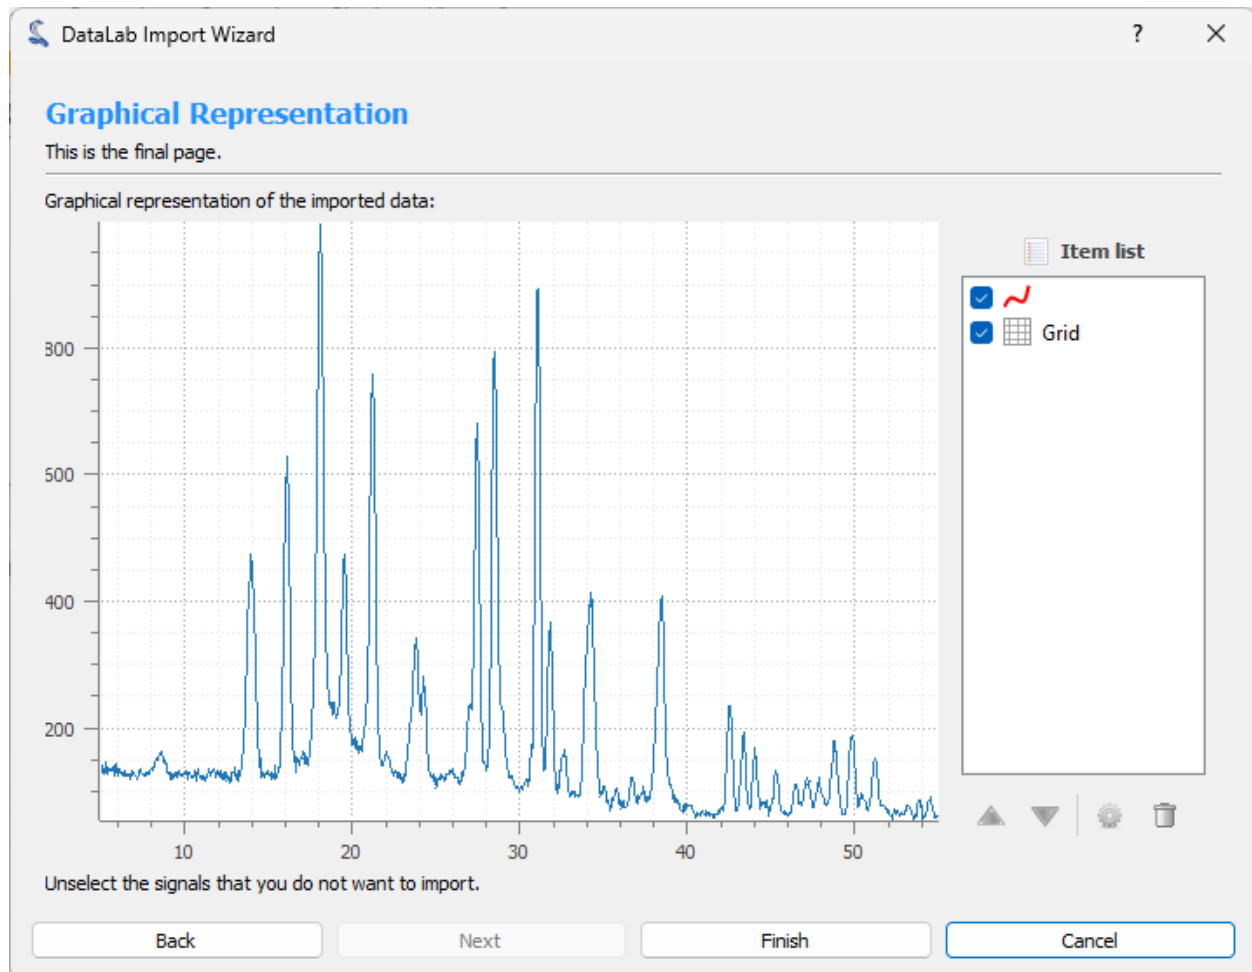 DataLab Import Wizard
?
Graphical Representation
This is the final page.
Graphical representation of the imported data:
Item list
Grid
800
600
400
200
10 20 30 40 50
Unselect the signals that you do not want to import.
Back Next Finish Cancel